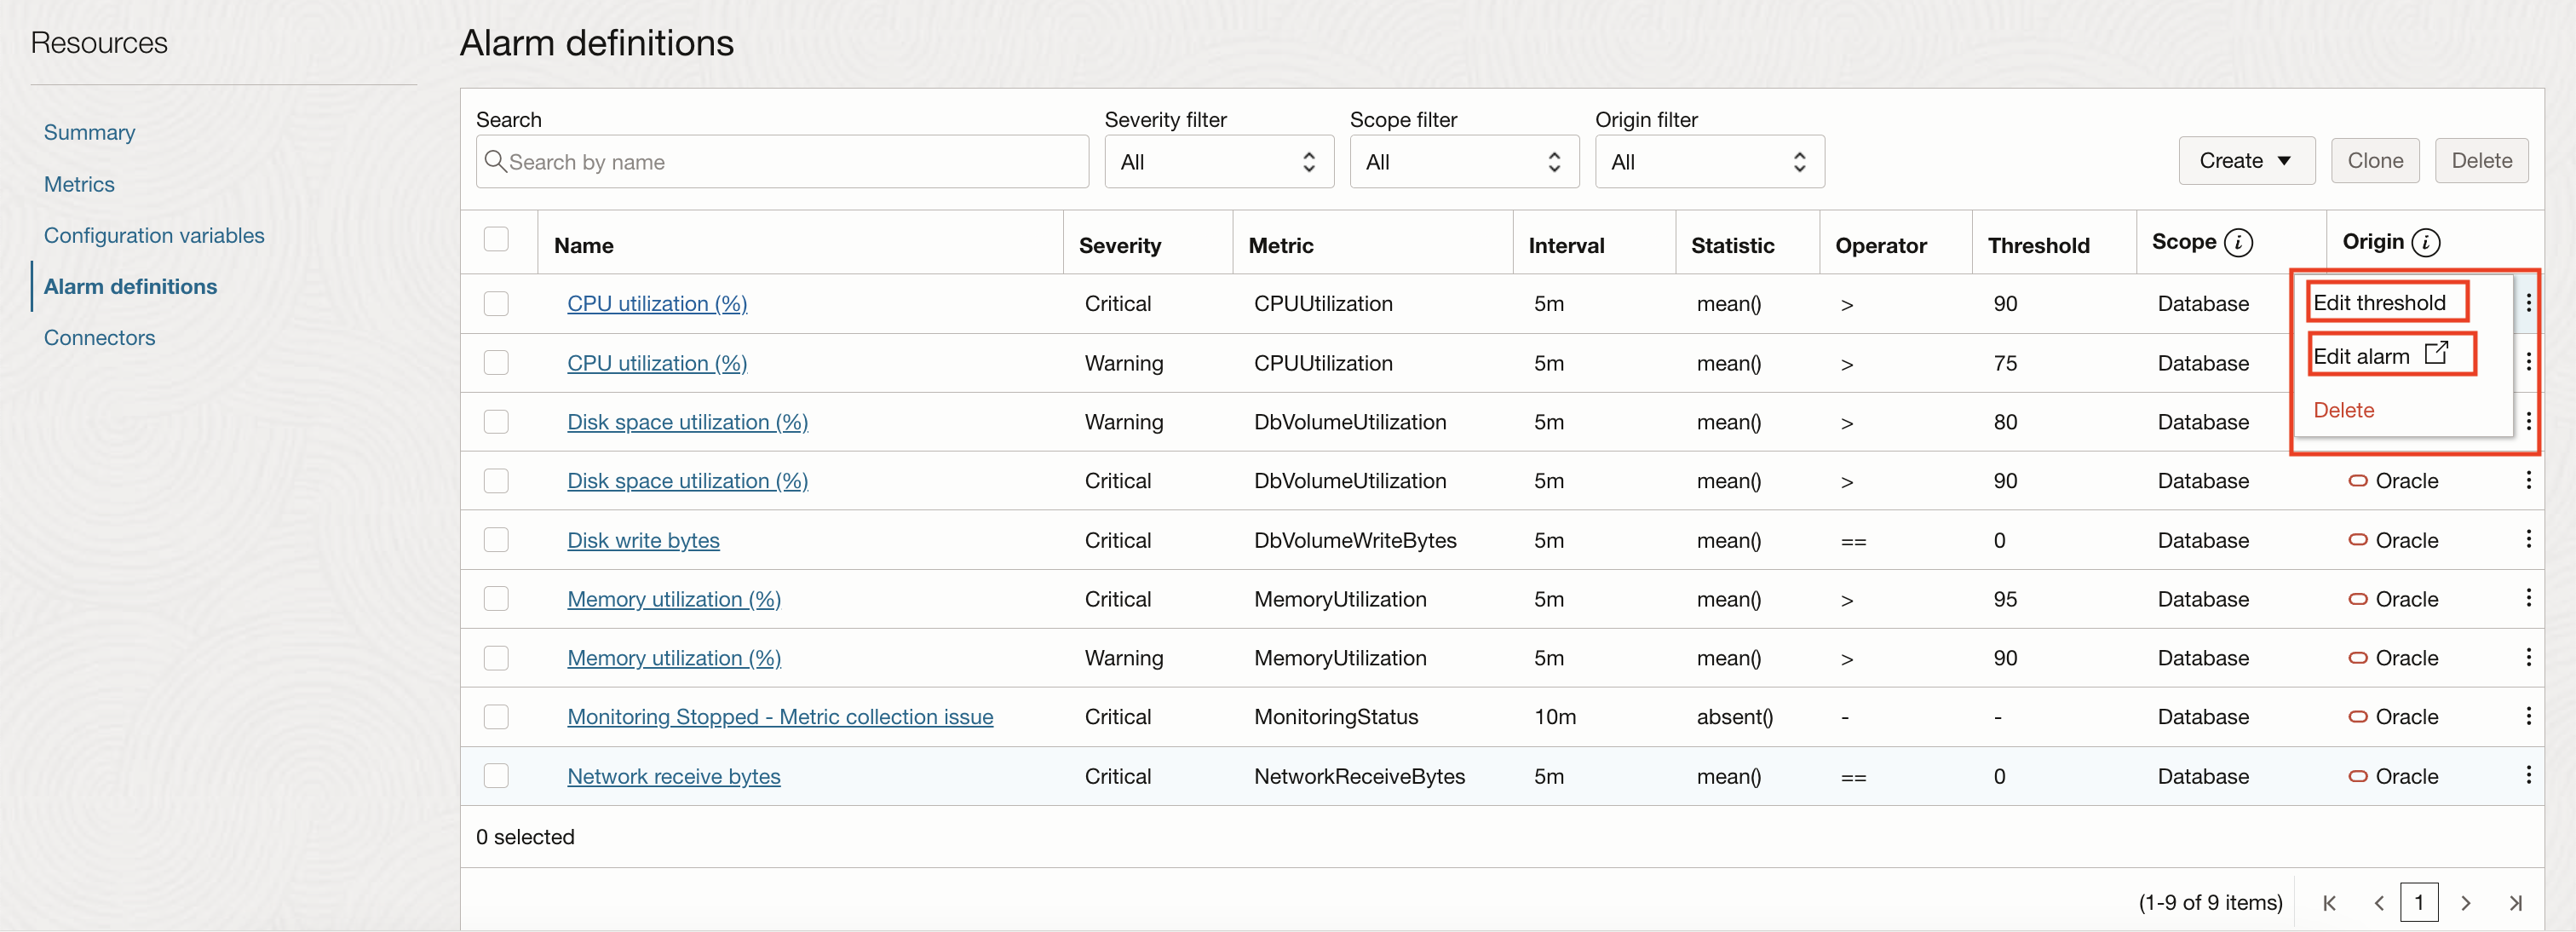 Resources
Summary
Metrics
Configuration variables
Alarm definitions
Connectors
Alarm definitions
Search Severity filter Scope filter Origin filter
Search by name All All All Create Clone Delete
Name Severity Metric Interval Statistic Operator Threshold Scope i Origin i
CPU utilization (%) Critical CPUUtilization 5m mean() > 90 Database Edit threshold
CPU utilization (%) Warning CPUUtilization 5m mean() > 75 Database Edit alarm
Disk space utilization (%) Warning DbVolumeUtilization 5m mean() > 80 Database Delete
Disk space utilization (%) Critical DbVolumeUtilization 5m mean() > 90 Database Oracle
Disk write bytes Critical DbVolumeWriteBytes 5m mean() == 0 Database Oracle
Memory utilization (%) Critical MemoryUtilization 5m mean() > 95 Database Oracle
Memory utilization (%) Warning MemoryUtilization 5m mean() > 90 Database Oracle
Monitoring Stopped - Metric collection issue Critical MonitoringStatus 10m absent() - - Database Oracle
Network receive bytes Critical NetworkReceiveBytes 5m mean() == 0 Database Oracle
0 selected
(1-9 of 9 items) 1